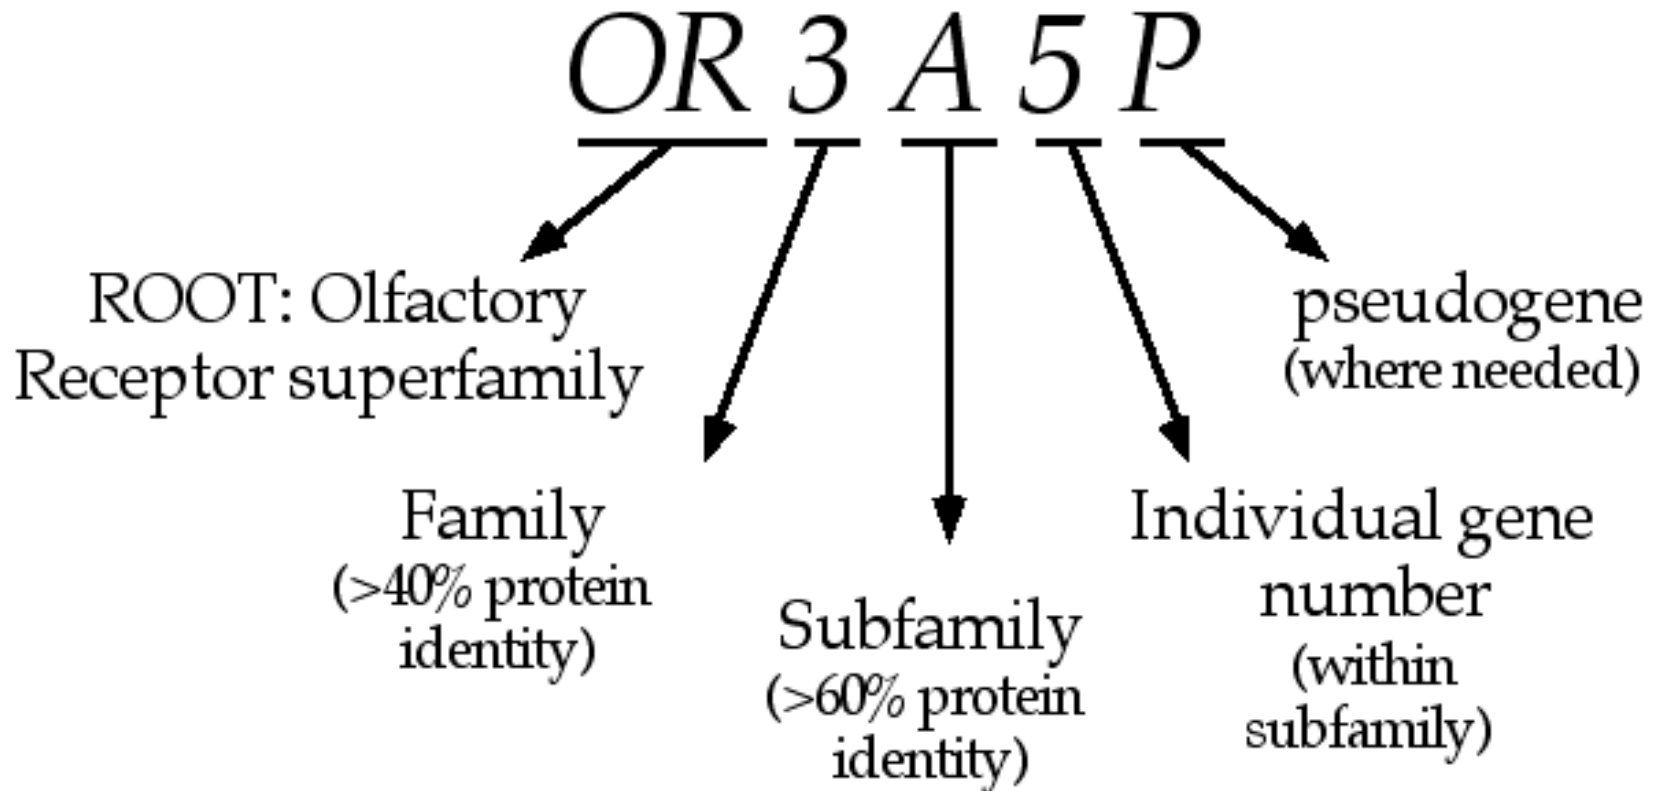 OR 3 A 5 P
ROOT: Olfactory
Receptor superfamily
Family
(>40% protein
identity)
Subfamily
(>60% protein
identity)
Individual gene
number
(within
subfamily)
pseudogene
(where needed)